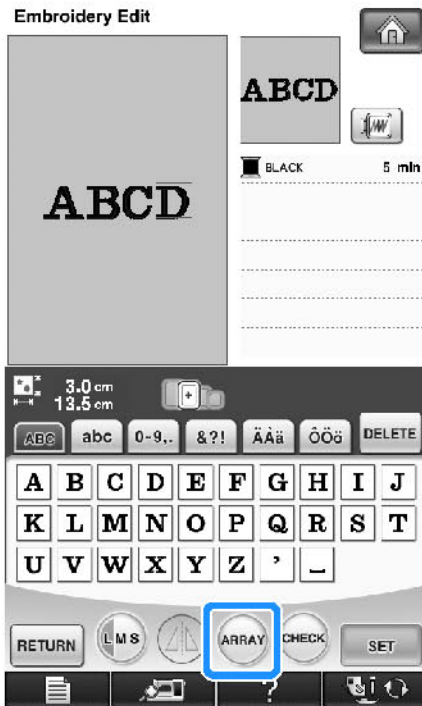 Embroidery Edit
ABCD
ABCD
BLACK 5 min
3.0 cm
13.5 cm
ABC abc 0-9,. &?! ÄÀä ÔÖö DELETE
A B C D E F G H I J
K L M N O P Q R S T
U V W X Y Z ’ _
RETURN L M S ARRAY CHECK SET
?